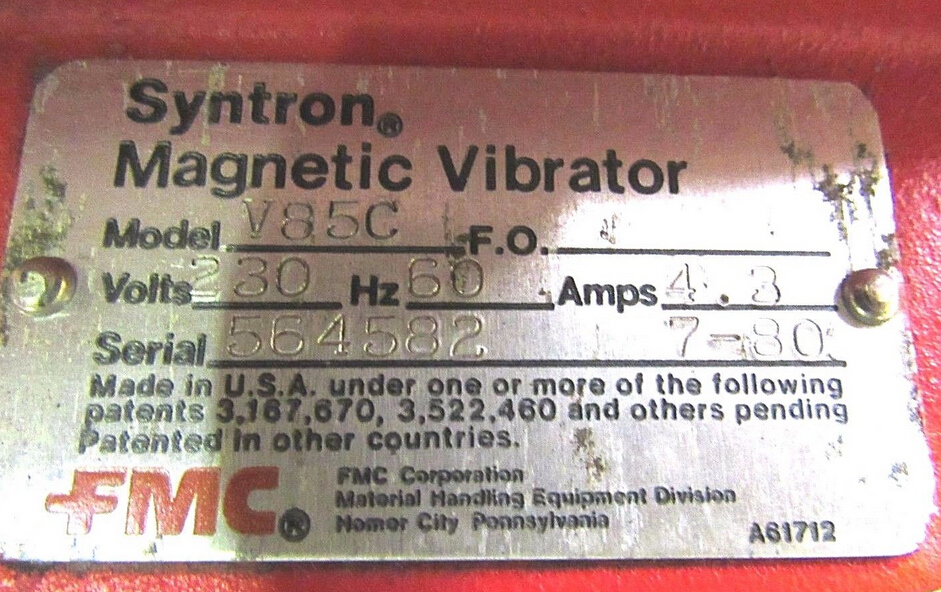 Syntron®
Magnetic Vibrator
Model V85C F.O.
Volts 230 Hz 60 Amps 4.3
Serial 564582 7-80
Made in U.S.A. under one or more of the following
patents 3,167,670, 3,522,460 and others pending
Patented in other countries.
FMC®
FMC Corporation
Material Handling Equipment Division
Homer City Pennsylvania
A61712